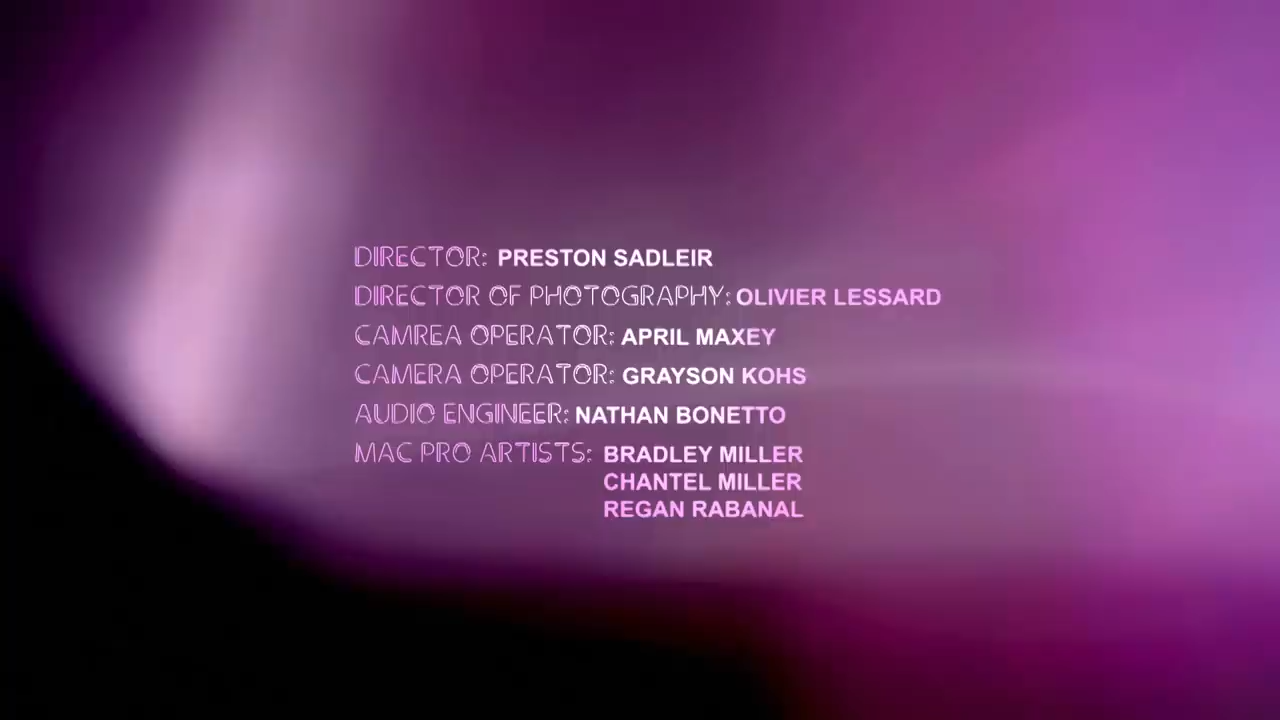 DIRECTOR: PRESTON SADLEIR
DIRECTOR OF PHOTOGRAPHY: OLIVIER LESSARD
CAMREA OPERATOR: APRIL MAXEY
CAMERA OPERATOR: GRAYSON KOHS
AUDIO ENGINEER: NATHAN BONETTO
MAC PRO ARTISTS: BRADLEY MILLER
CHANTEL MILLER
REGAN RABANAL